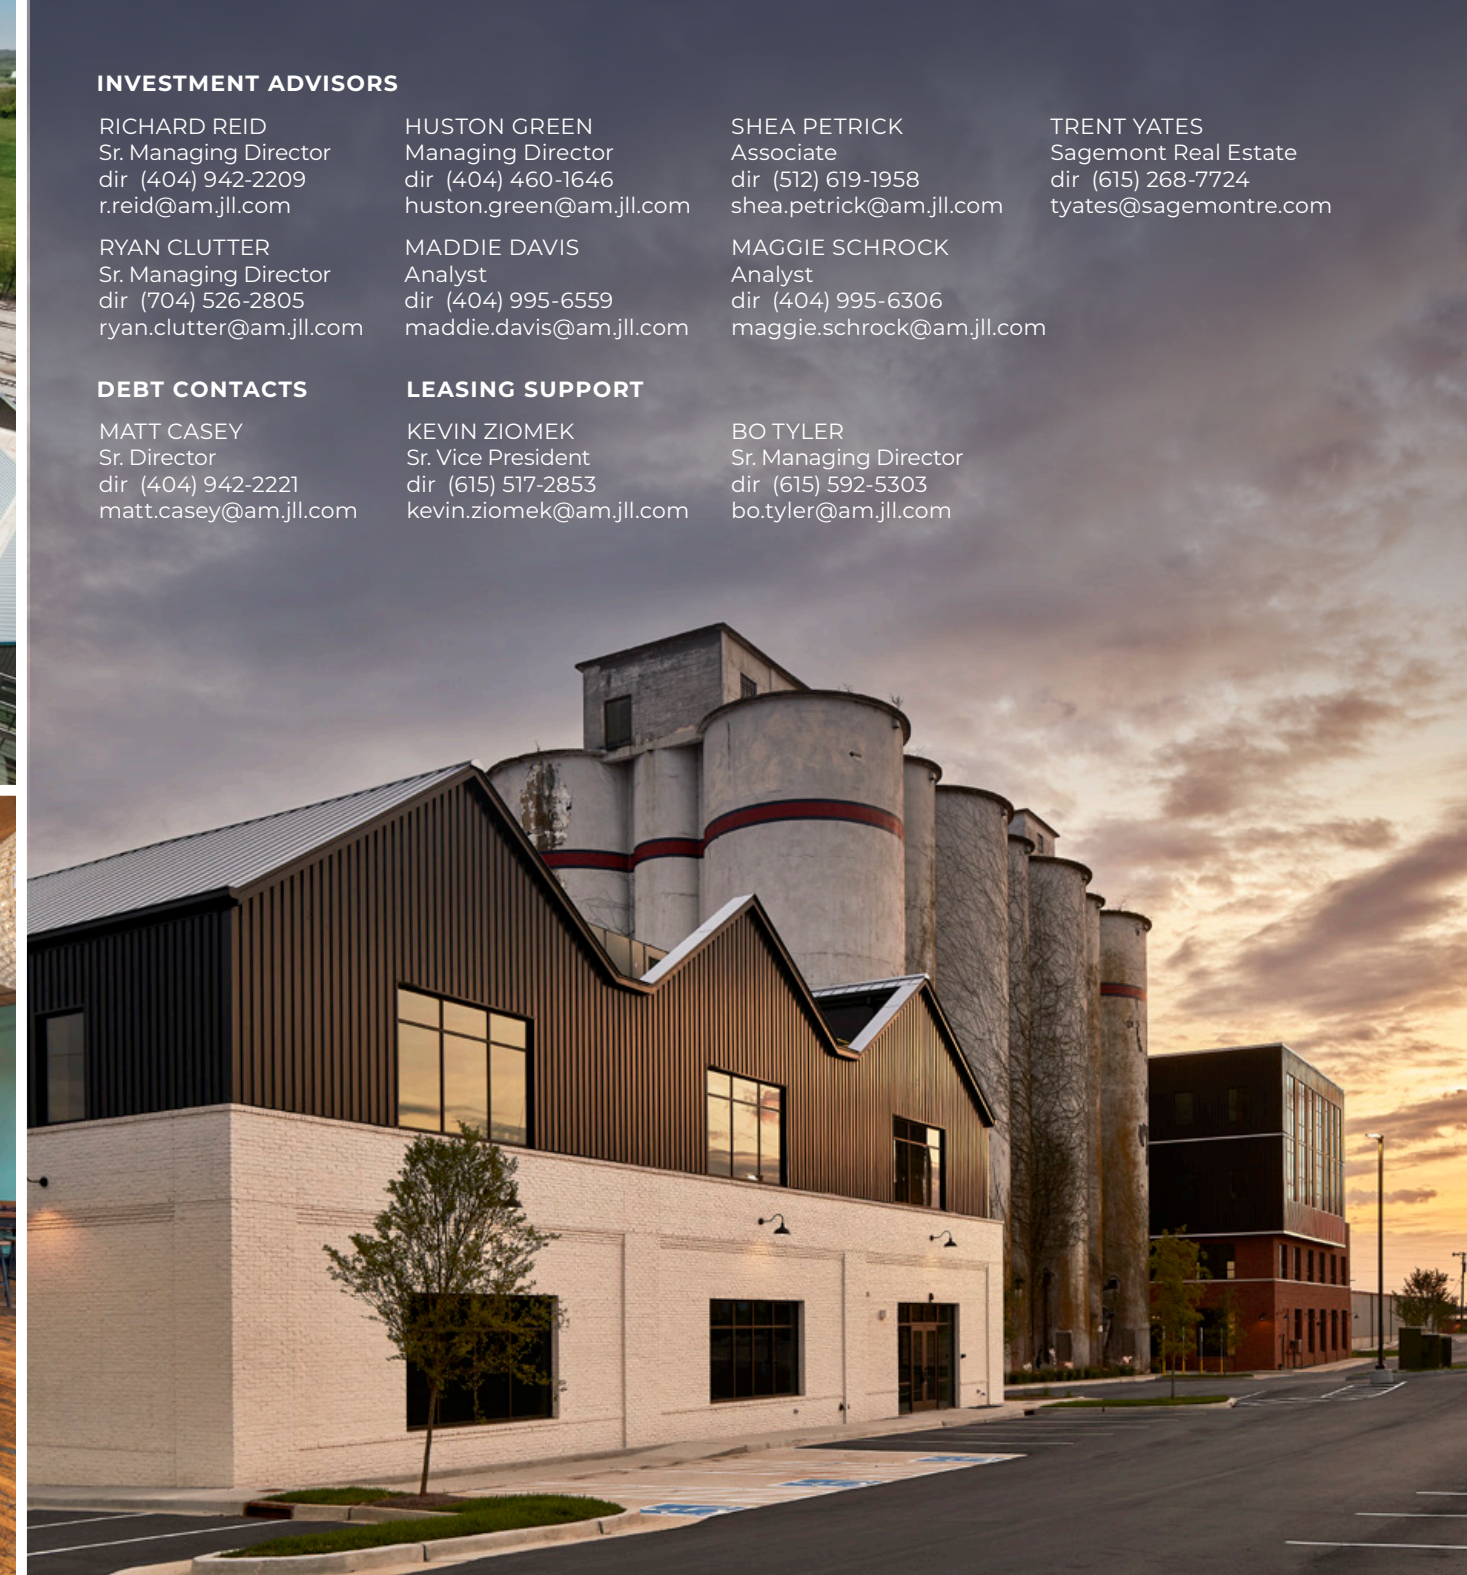 INVESTMENT ADVISORS
RICHARD REID
Sr. Managing Director
dir (404) 942-2209
r.reid@am.jll.com
HUSTON GREEN
Managing Director
dir (404) 460-1646
huston.green@am.jll.com
SHEA PETRICK
Associate
dir (512) 619-1958
shea.petrick@am.jll.com
TRENT YATES
Sagemont Real Estate
dir (615) 268-7724
tyates@sagemontre.com
RYAN CLUTTER
Sr. Managing Director
dir (704) 526-2805
ryan.clutter@am.jll.com
MADDIE DAVIS
Analyst
dir (404) 995-6559
maddie.davis@am.jll.com
MAGGIE SCHROCK
Analyst
dir (404) 995-6306
maggie.schrock@am.jll.com
DEBT CONTACTS
MATT CASEY
Sr. Director
dir (404) 942-2221
matt.casey@am.jll.com
LEASING SUPPORT
KEVIN ZIOMEK
Sr. Vice President
dir (615) 517-2853
kevin.ziomek@am.jll.com
BO TYLER
Sr. Managing Director
dir (615) 592-5303
bo.tyler@am.jll.com